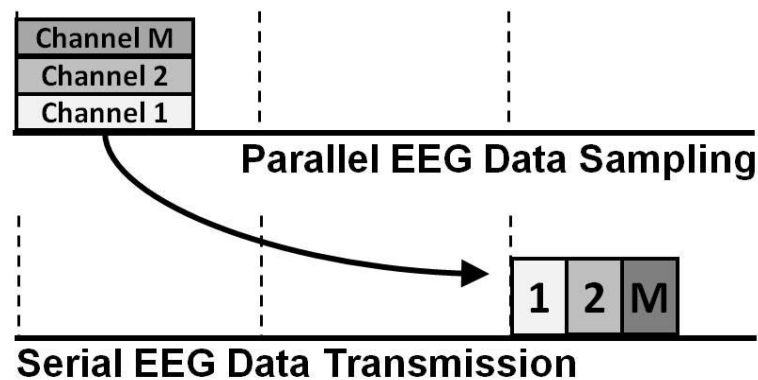 Channel M
Channel 2
Channel 1
Parallel EEG Data Sampling
1 2 M
Serial EEG Data Transmission